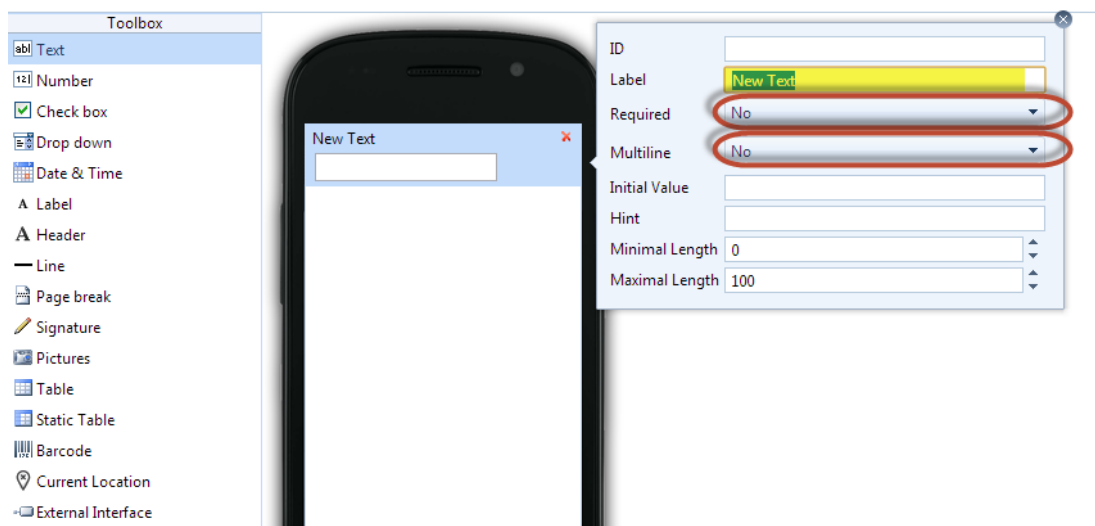 Toolbox
Text
Number
Check box
Drop down
Date & Time
A Label
A Header
Line
Page break
Signature
Pictures
Table
Static Table
Barcode
Current Location
External Interface
New Text
ID
Label New Text
Required No
Multiline No
Initial Value
Hint
Minimal Length 0
Maximal Length 100